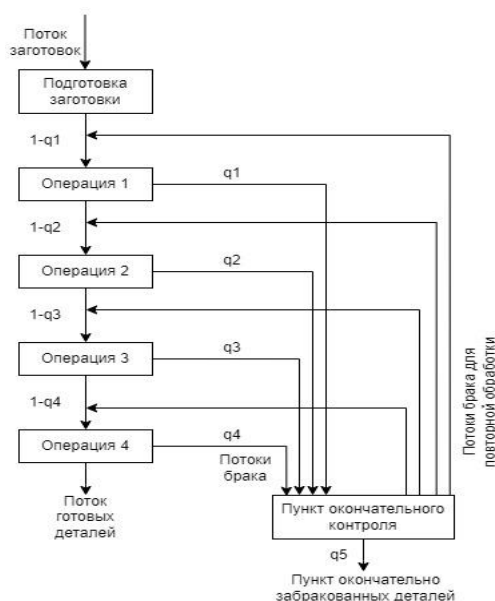 Поток
заготовок
Подготовка
заготовки
1-q1
Операция 1
q1
1-q2
Операция 2
q2
1-q3
Операция 3
q3
1-q4
Операция 4
q4
Потоки
брака
Поток
готовых
деталей
Пункт окончательного
контроля
q5
Пункт окончательно
забракованных деталей
Потоки брака для
повторной обработки